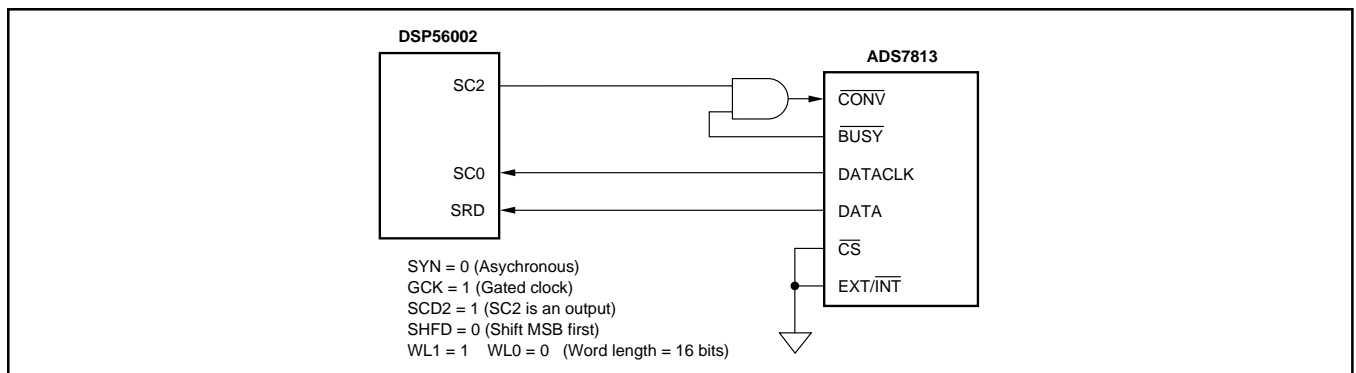 DSP56002
ADS7813
SC2
CONV
BUSY
SC0
DATACLK
SRD
DATA
CS
EXT/INT
SYN = 0 (Asychronous)
GCK = 1 (Gated clock)
SCD2 = 1 (SC2 is an output)
SHFD = 0 (Shift MSB first)
WL1 = 1 WL0 = 0 (Word length = 16 bits)